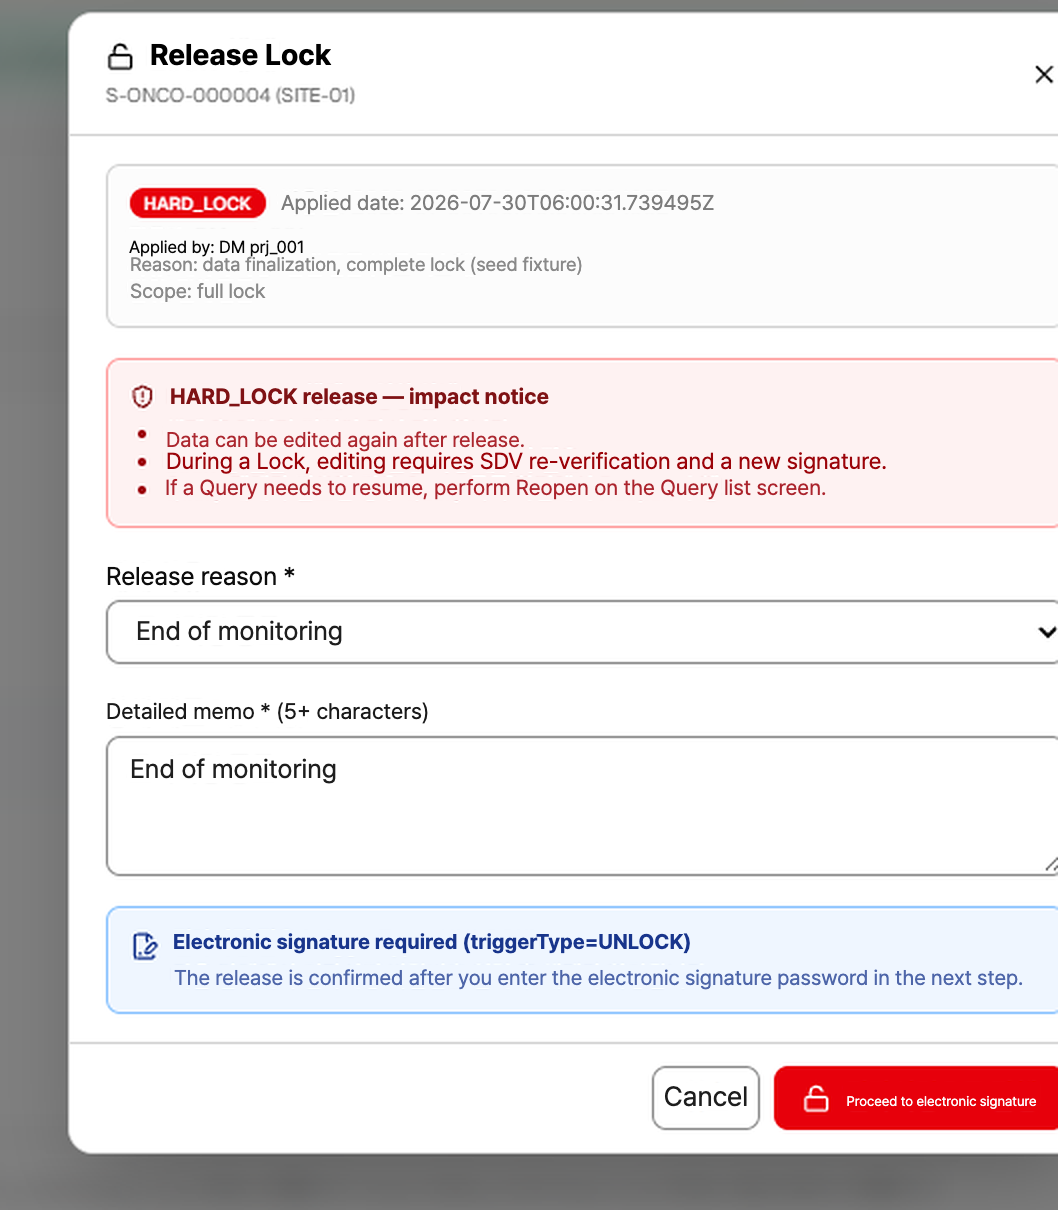 Release Lock
S-ONCO-000004 (SITE-01)
HARD_LOCK Applied date: 2026-07-30T06:00:31.739495Z
Applied by: DM prj_001
Reason: data finalization, complete lock (seed fixture)
Scope: full lock
HARD_LOCK release — impact notice
Data can be edited again after release.
During a Lock, editing requires SDV re-verification and a new signature.
If a Query needs to resume, perform Reopen on the Query list screen.
Release reason *
End of monitoring
Detailed memo * (5+ characters)
End of monitoring
Electronic signature required (triggerType=UNLOCK)
The release is confirmed after you enter the electronic signature password in the next step.
Cancel Proceed to electronic signature